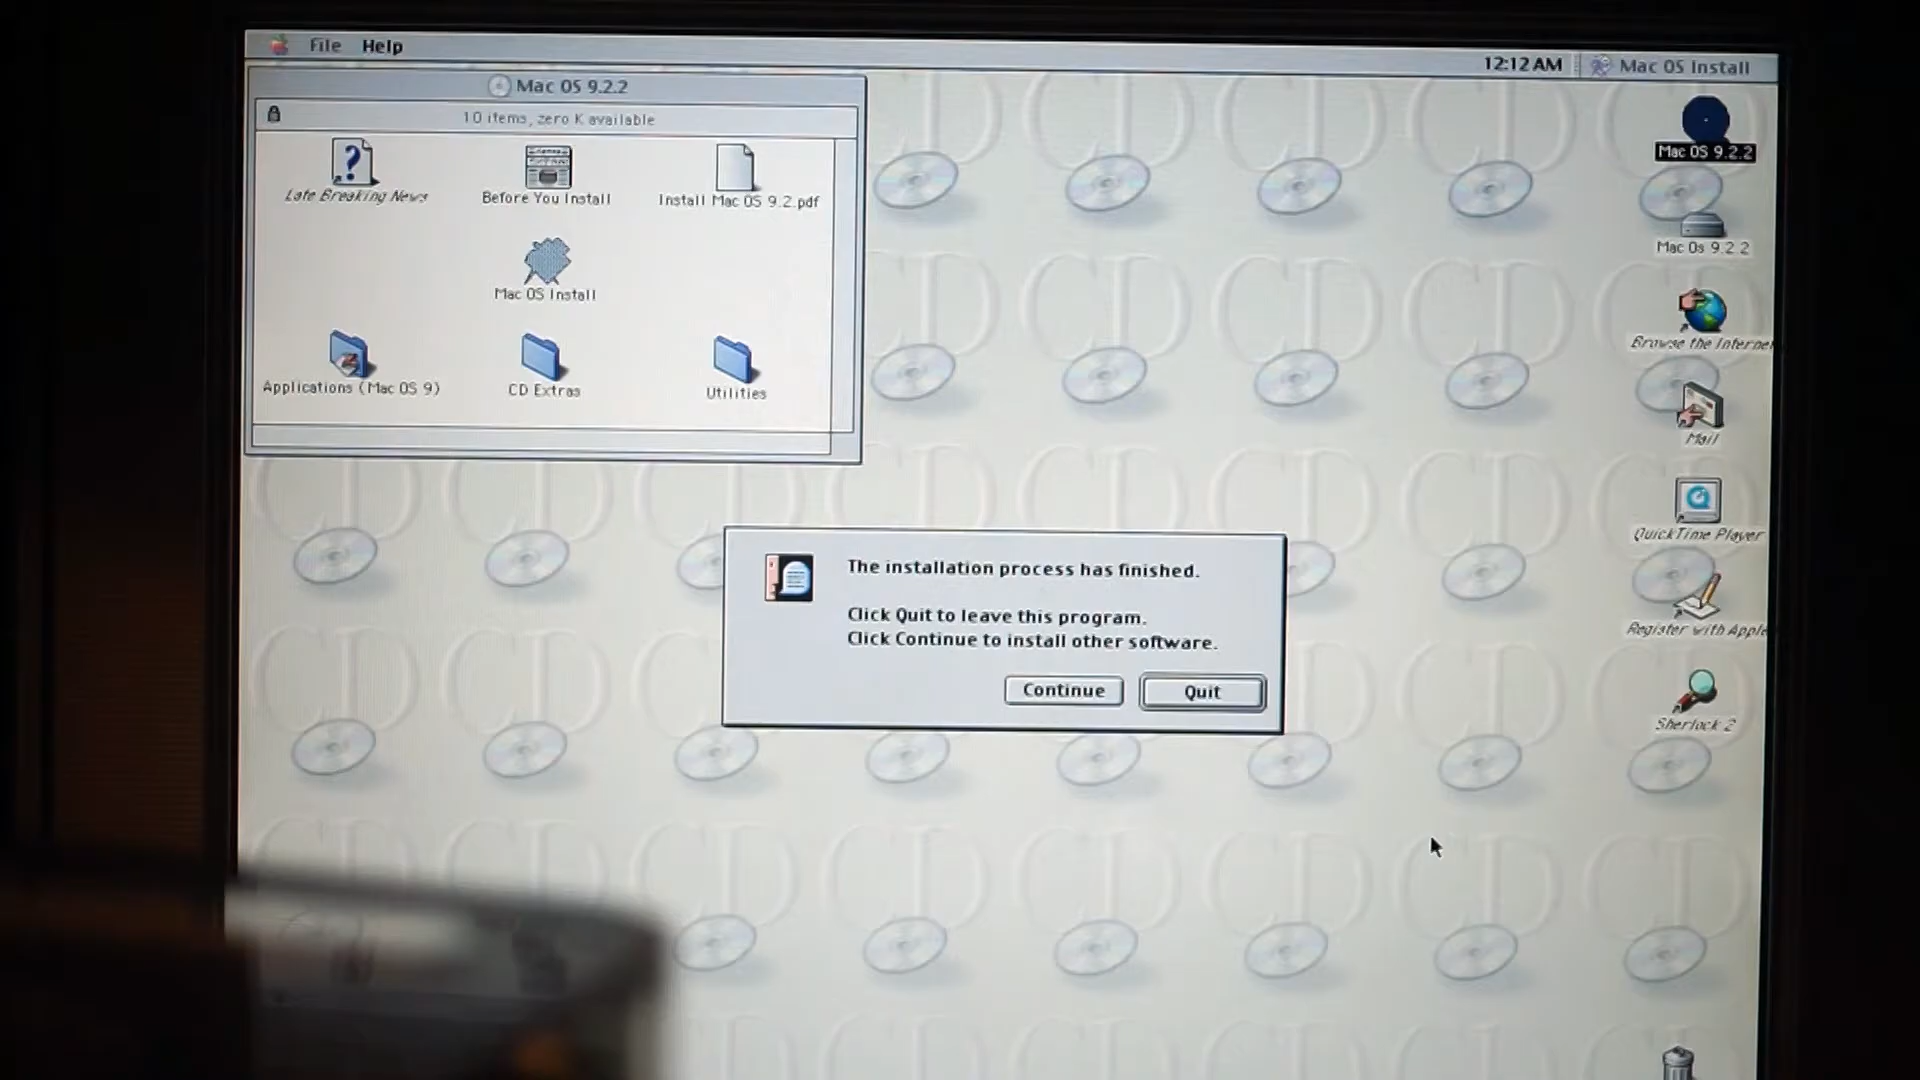 File Help
12:12 AM Mac OS Install
Mac OS 9.2.2
10 items, zero K available
Late Breaking News
Before You Install
Install Mac OS 9.2.pdf
Mac OS Install
Applications (Mac OS 9)
CD Extras
Utilities
Mac OS 9.2.2
Mac Os 9.2.2
Browse the Internet
Mail
QuickTime Player
Register with Apple
Sherlock 2
The installation process has finished.
Click Quit to leave this program.
Click Continue to install other software.
Continue Quit